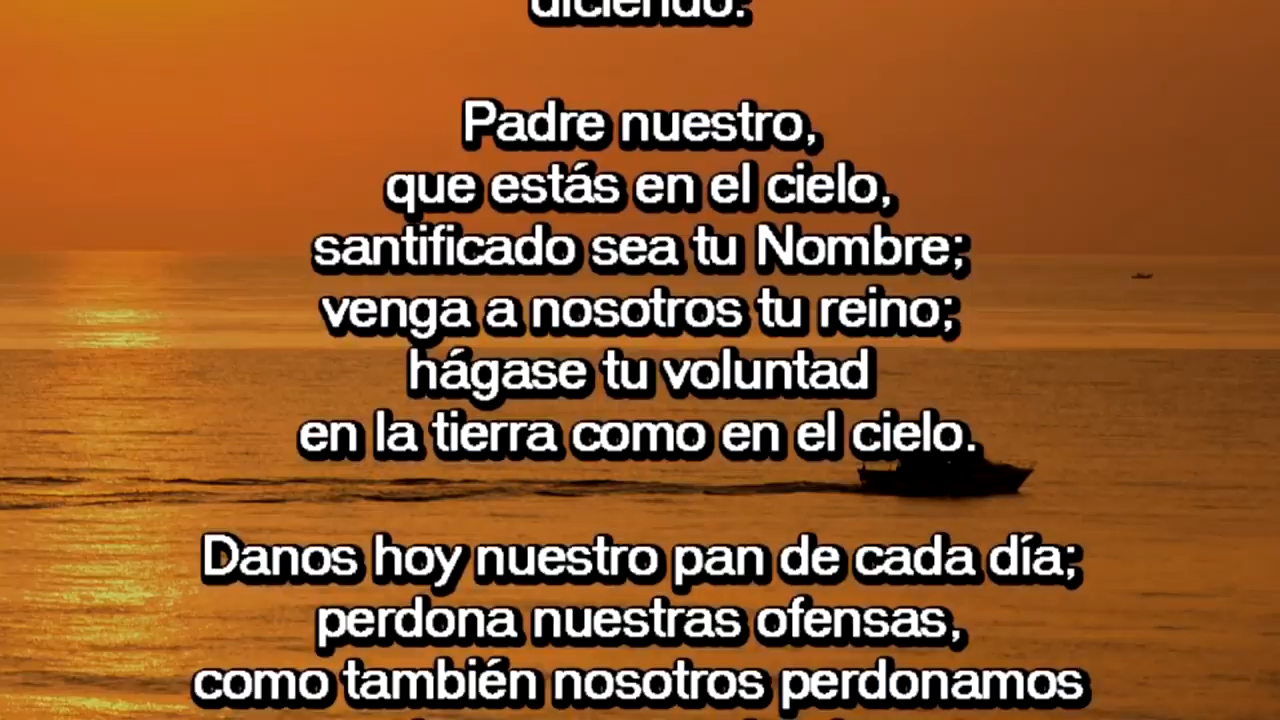 diciendo:
Padre nuestro,
que estás en el cielo,
santificado sea tu Nombre;
venga a nosotros tu reino;
hágase tu voluntad
en la tierra como en el cielo.
Danos hoy nuestro pan de cada día;
perdona nuestras ofensas,
como también nosotros perdonamos